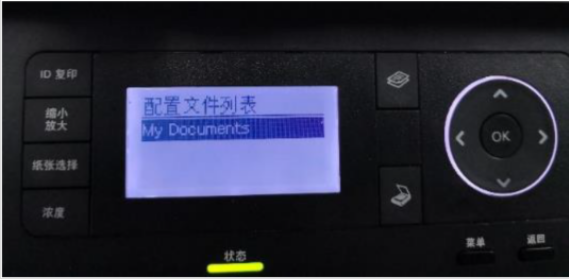 ID 复印
缩小
放大
纸张选择
浓度
配置文件列表
My Documents
状态
OK
菜单
返回